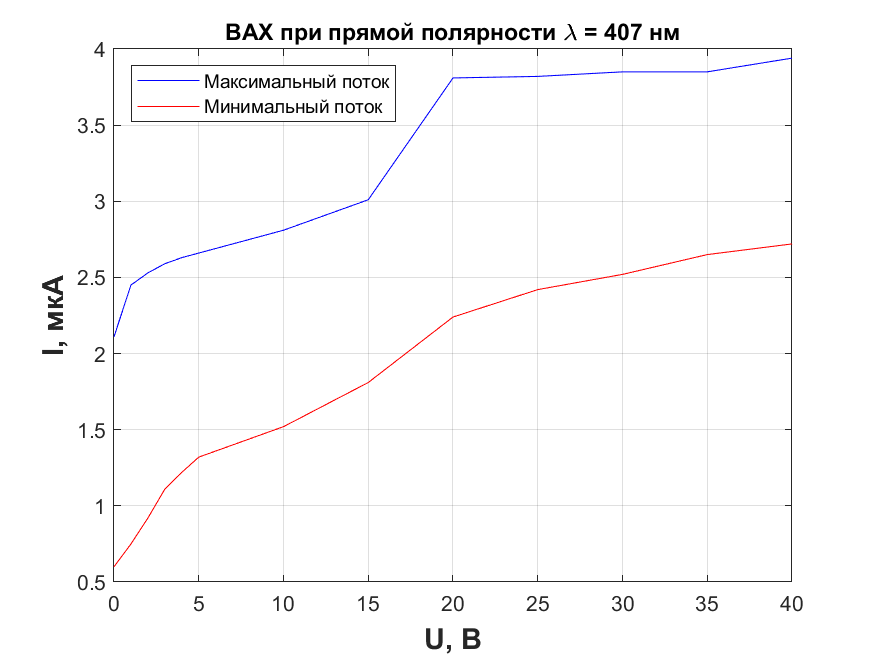 ВАХ при прямой полярности λ = 407 нм
Максимальный поток
Минимальный поток
4
3.5
3
2.5
2
1.5
1
0.5
I, мкА
0 5 10 15 20 25 30 35 40
U, В